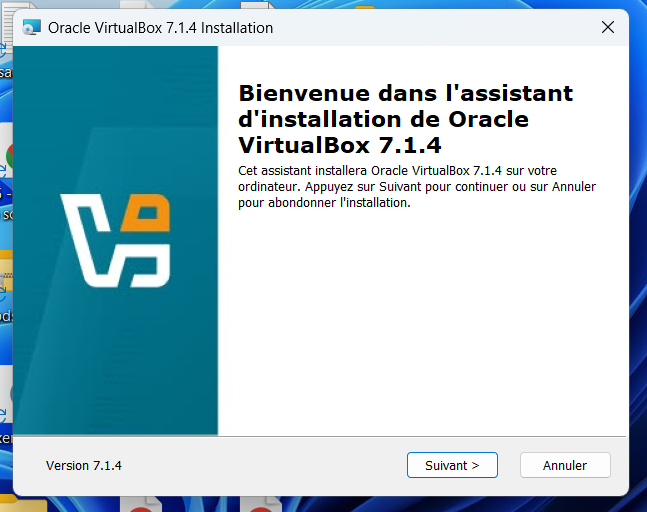 Oracle VirtualBox 7.1.4 Installation
Bienvenue dans l'assistant
d'installation de Oracle
VirtualBox 7.1.4
Cet assistant installera Oracle VirtualBox 7.1.4 sur votre
ordinateur. Appuyez sur Suivant pour continuer ou sur Annuler
pour abondonner l'installation.
Version 7.1.4
Suivant >
Annuler